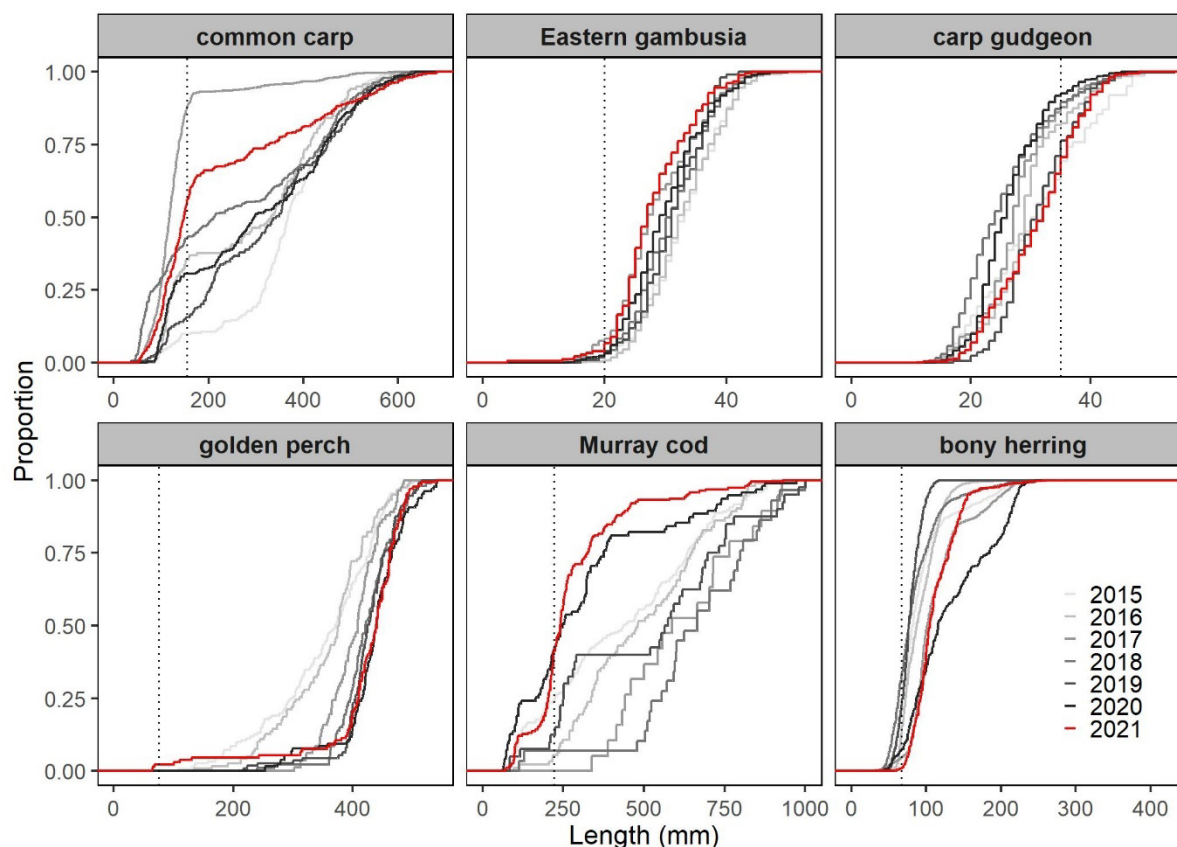 common carp
Eastern gambusia
carp gudgeon
1.00
0.75
0.50
0.25
0.00
0 200 400 600
0 20 40
0 20 40
Proportion
golden perch
Murray cod
bony herring
1.00
0.75
0.50
0.25
0.00
2015
2016
2017
2018
2019
2020
2021
0 200 400
0 250 500 750 1000
0 100 200 300 400
Length (mm)